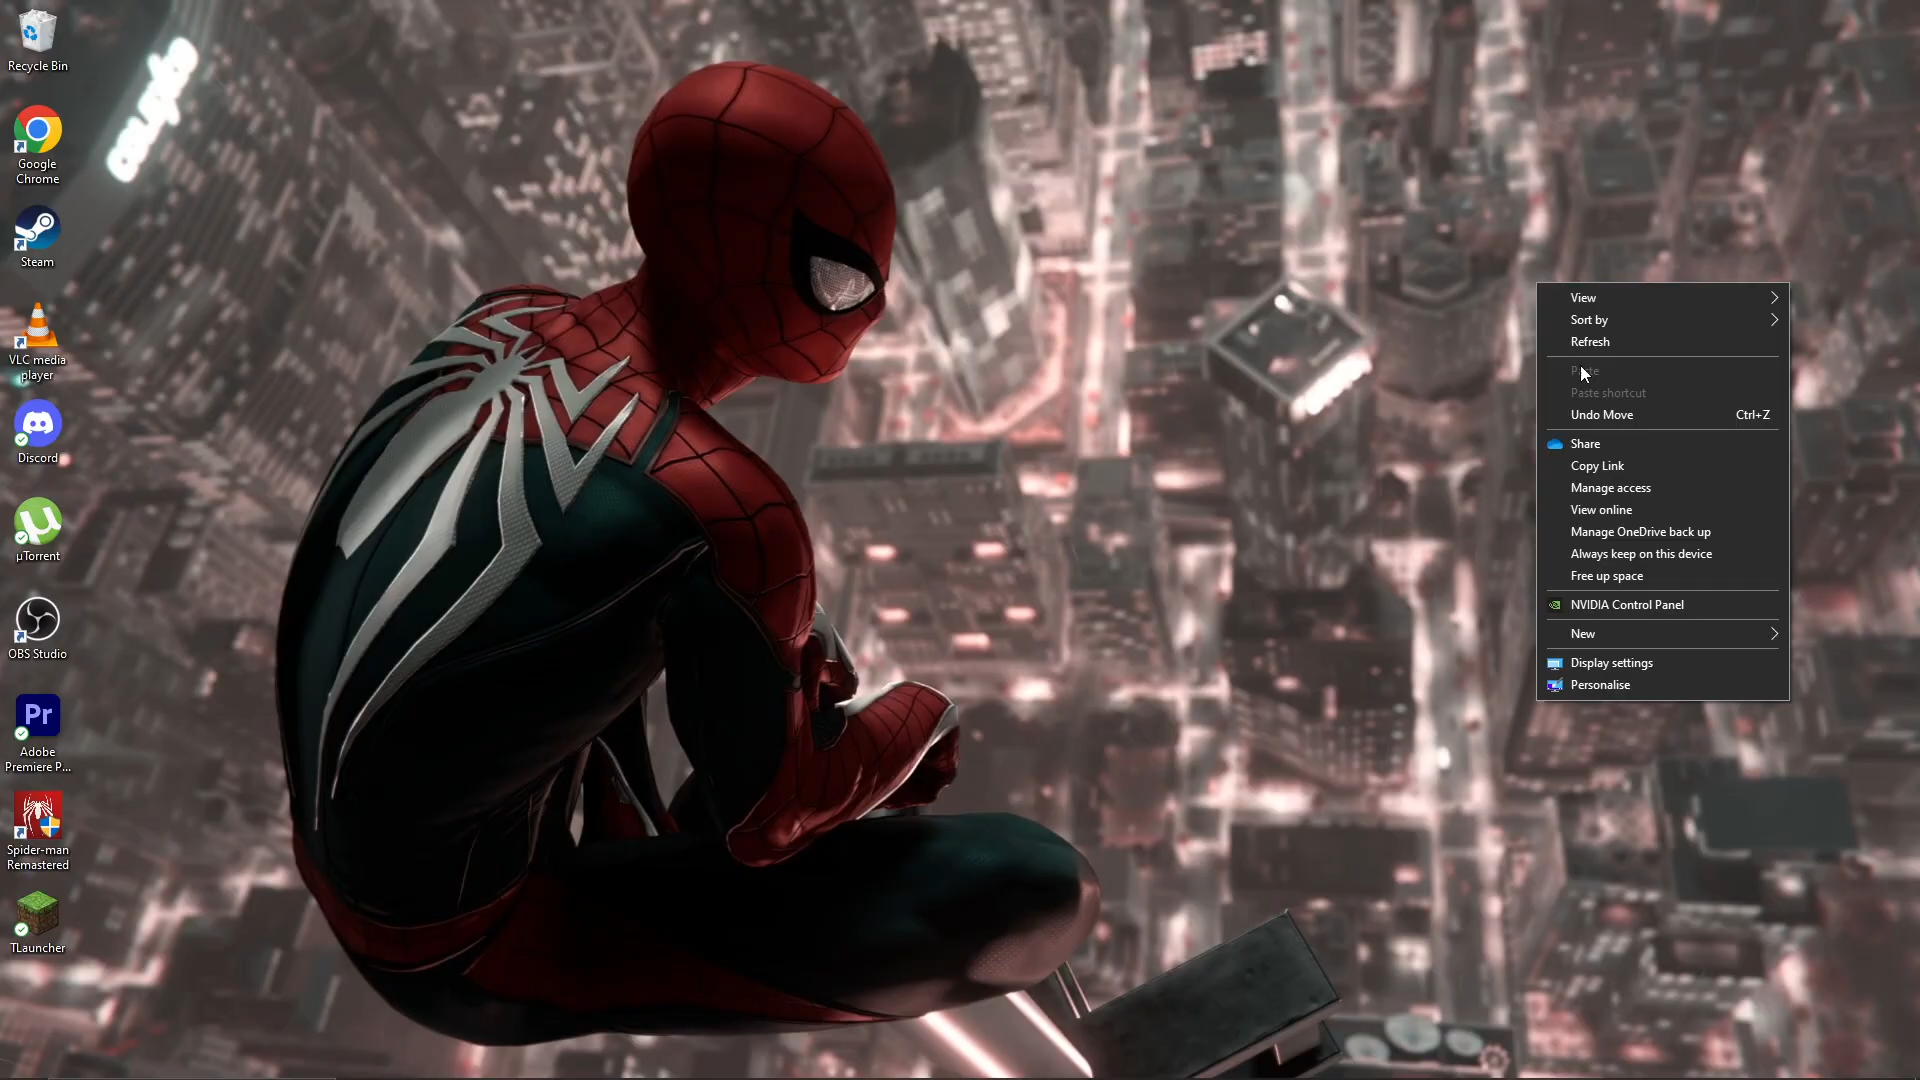 Recycle Bin
Google
Chrome
Steam
VLC media
player
Discord
µTorrent
OBS Studio
Pr
Adobe
Premiere P...
Spider-man
Remastered
TLauncher
View
Sort by
Refresh
Paste shortcut
Undo Move Ctrl+Z
Share
Copy Link
Manage access
View online
Manage OneDrive back up
Always keep on this device
Free up space
NVIDIA Control Panel
New
Display settings
Personalise